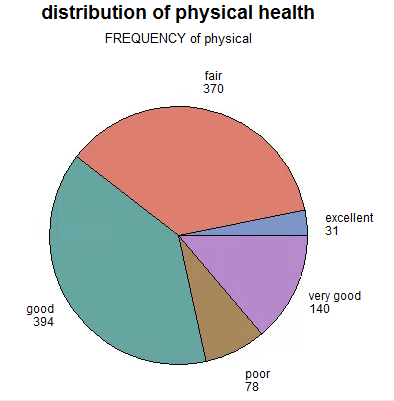 distribution of physical health
FREQUENCY of physical
fair
370
excellent
31
very good
140
good
394
poor
78